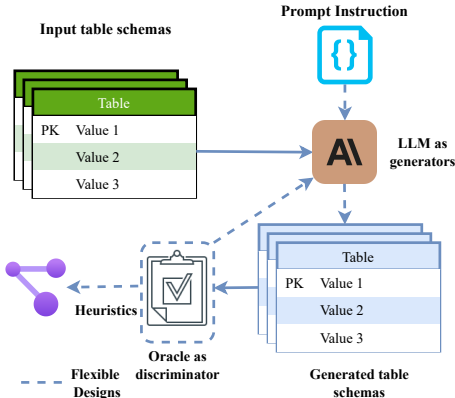 Prompt Instruction
Input table schemas
{}
Table
PK Value 1
Value 2
Value 3
A\
LLM as
generators
Table
PK Value 1
Value 2
Value 3
Heuristics
Oracle as
discriminator
Flexible
Designs
Generated table
schemas